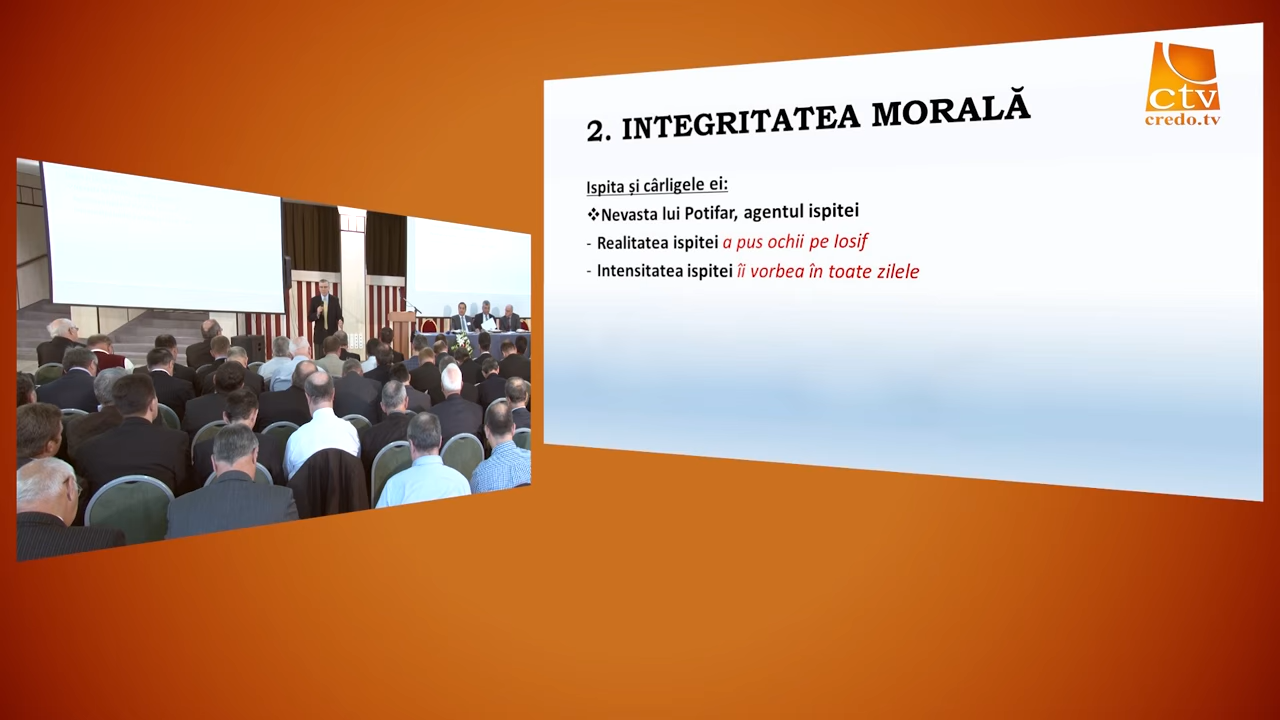 2. INTEGRITATEA MORALĂ
Ispita și cârligele ei:
❖Nevasta lui Potifar, agentul ispitei
- Realitatea ispitei a pus ochii pe Iosif
- Intensitatea ispitei îi vorbea în toate zilele
ctv
credo.tv